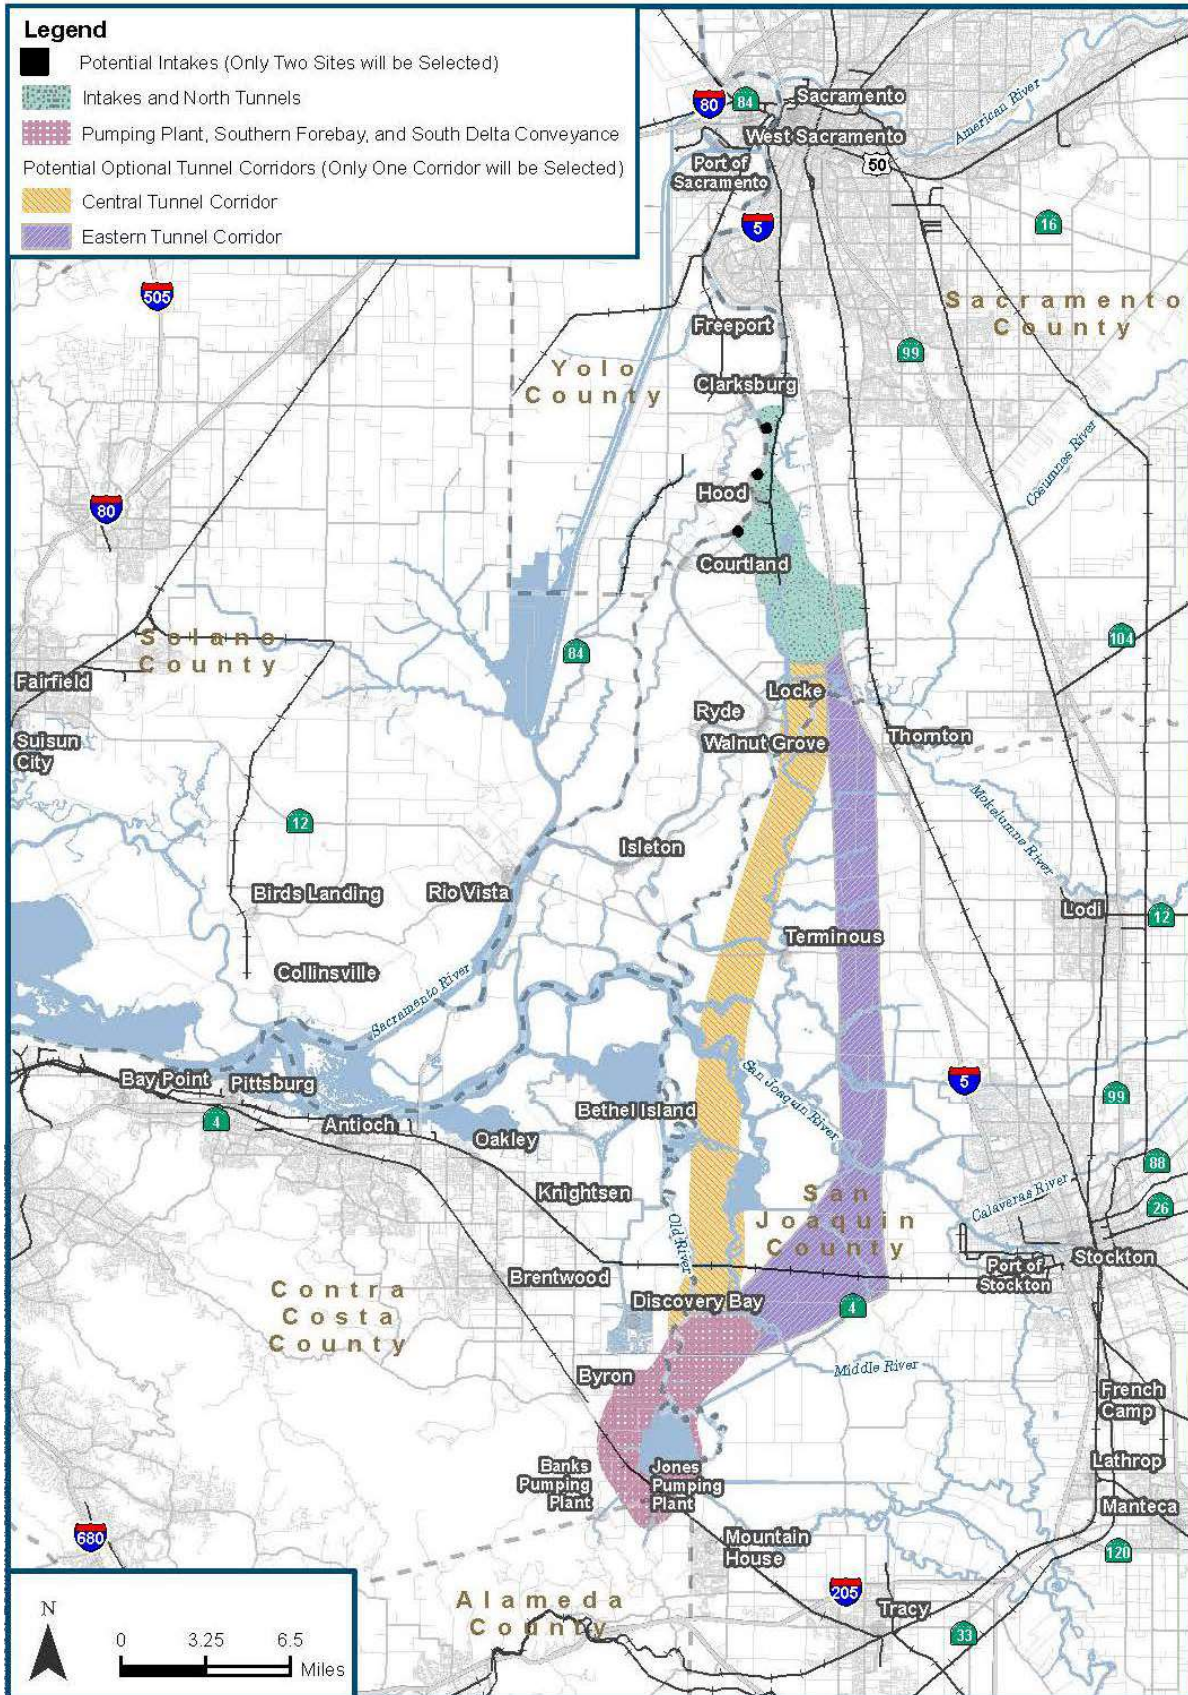 Legend
Potential Intakes (Only Two Sites will be Selected)
Intakes and North Tunnels
Pumping Plant, Southern Forebay, and South Delta Conveyance
Potential Optional Tunnel Corridors (Only One Corridor will be Selected)
Central Tunnel Corridor
Eastern Tunnel Corridor
80
84
Sacramento
American River
West Sacramento
50
Port of
Sacramento
5
16
505
Sacramento
County
Freeport
99
Yolo
County
Clarksburg
Cosumnes River
80
Hood
Courtland
Solano
County
84
104
Fairfield
Locke
Ryde
Suisun
City
Walnut Grove
Thornton
Mokelumne River
12
Isleton
Birds Landing
Rio Vista
Lodi
12
Terminous
Collinsville
Sacramento River
San Joaquin River
5
Bay Point
Pittsburg
99
4
Antioch
Bethel Island
Oakley
88
Knightsen
San
Joaquin
County
Calaveras River
26
Old River
Stockton
Port of
Stockton
Brentwood
Contra
Costa
County
Discovery Bay
4
Middle River
Byron
French
Camp
Banks
Pumping
Plant
Jones
Pumping
Plant
Lathrop
Manteca
680
Mountain
House
120
Alameda
County
205
Tracy
33
N
0 3.25 6.5
Miles